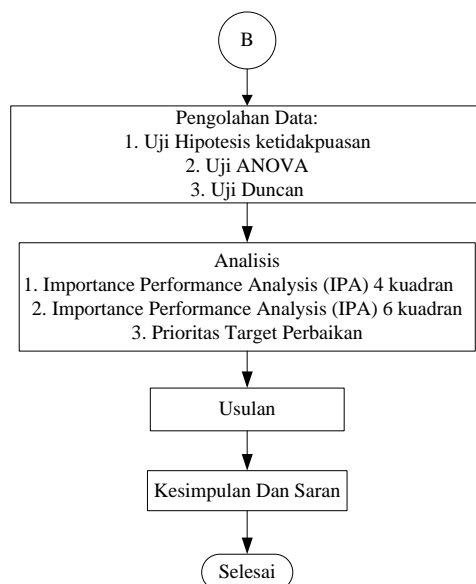 B
Pengolahan Data:
1. Uji Hipotesis ketidakpuasan
2. Uji ANOVA
3. Uji Duncan
Analisis
1. Importance Performance Analysis (IPA) 4 kuadran
2. Importance Performance Analysis (IPA) 6 kuadran
3. Prioritas Target Perbaikan
Usulan
Kesimpulan Dan Saran
Selesai